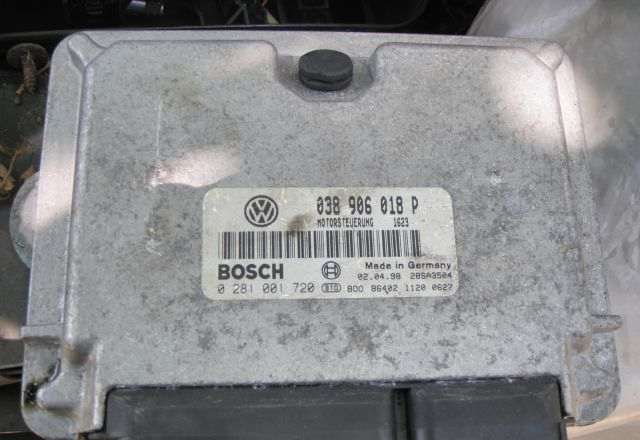 038 906 018 P
MOTORSTEUERUNG 1623
BOSCH
Made in Germany
02.04.98 28SA3504
0 281 001 720 BTG 800 86402 1120 0627